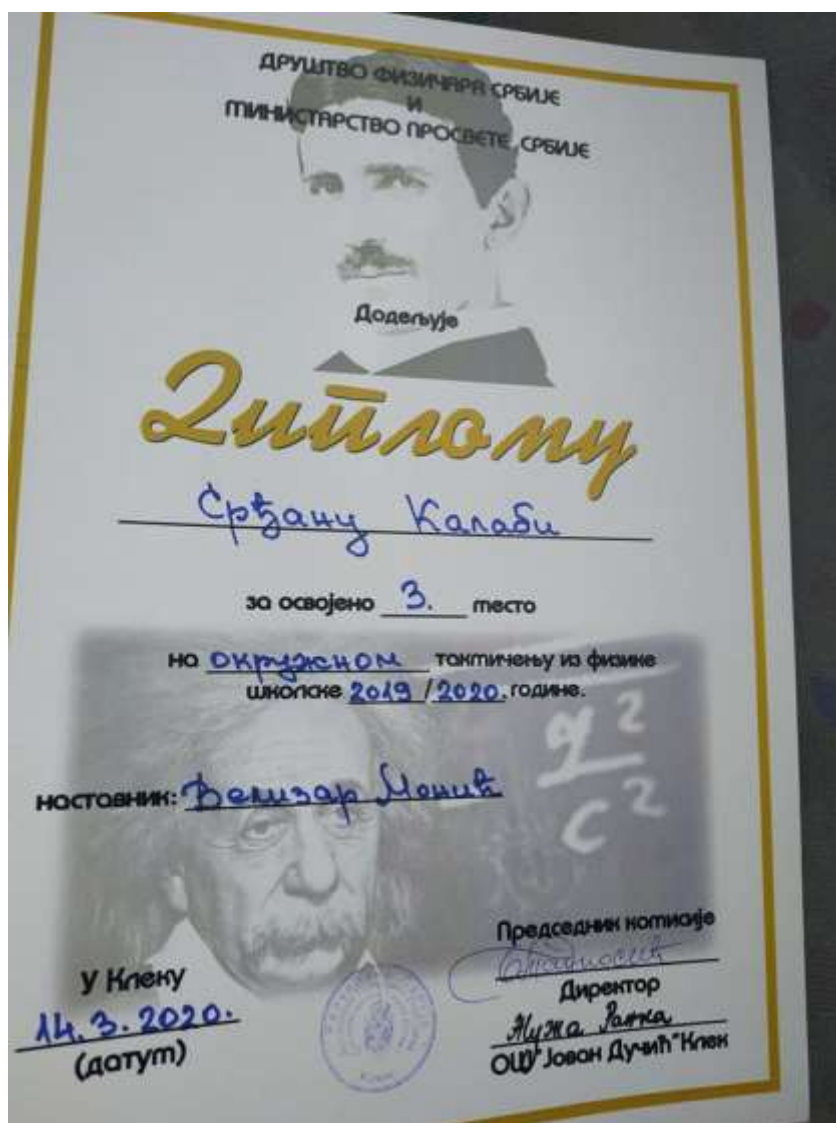 ДРУШТВО ФИЗИЧАРА СРБИЈЕ
И
МИНИСТАРСТВО ПРОСВЕТЕ СРБИЈЕ
Додељује
Диплому
Срђану Калаби
за освојено 3. место
на окружном такмичењу из физике
школске 2019/2020. године.
наставник: Велизар Монић
Председник комисије
У Клеку
14. 3. 2020.
(датум)
Директор
ОШ"Јован Дучић"Клек